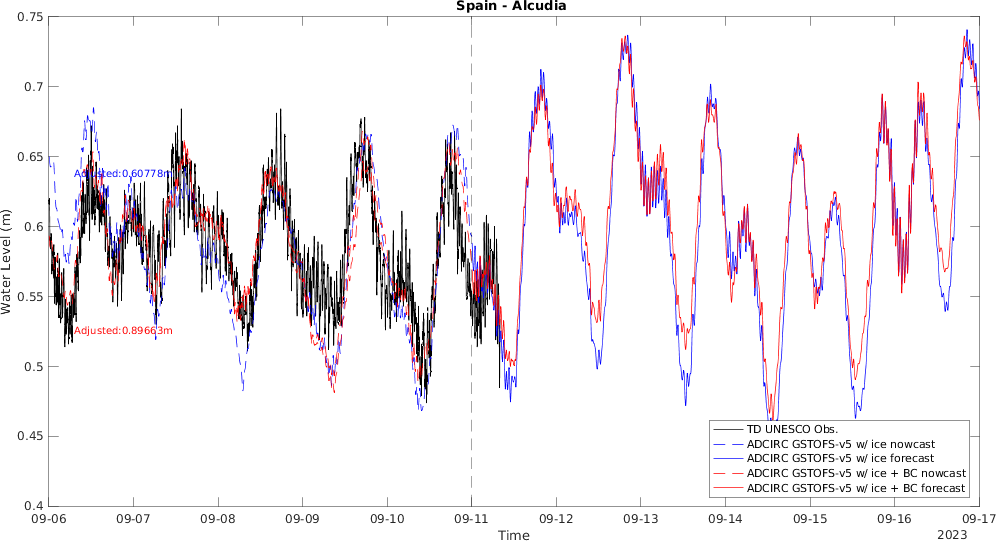 Spain - Alcudia
0.75
0.7
0.65
0.6
0.55
0.5
0.45
0.4
Water Level (m)
Adjusted:0.60778m
Adjusted:0.89663m
TD UNESCO Obs.
ADCIRC GSTOFS-v5 w/ ice nowcast
ADCIRC GSTOFS-v5 w/ ice forecast
ADCIRC GSTOFS-v5 w/ ice + BC nowcast
ADCIRC GSTOFS-v5 w/ ice + BC forecast
09-06 09-07 09-08 09-09 09-10 09-11 09-12 09-13 09-14 09-15 09-16 09-17
Time
2023